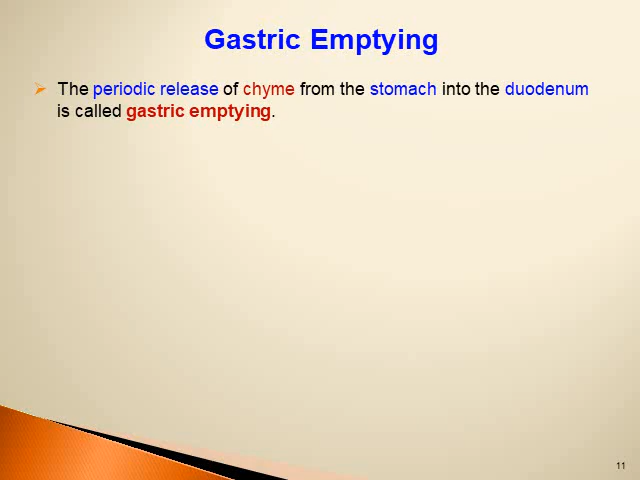 Gastric Emptying
The periodic release of chyme from the stomach into the duodenum
is called gastric emptying.
11